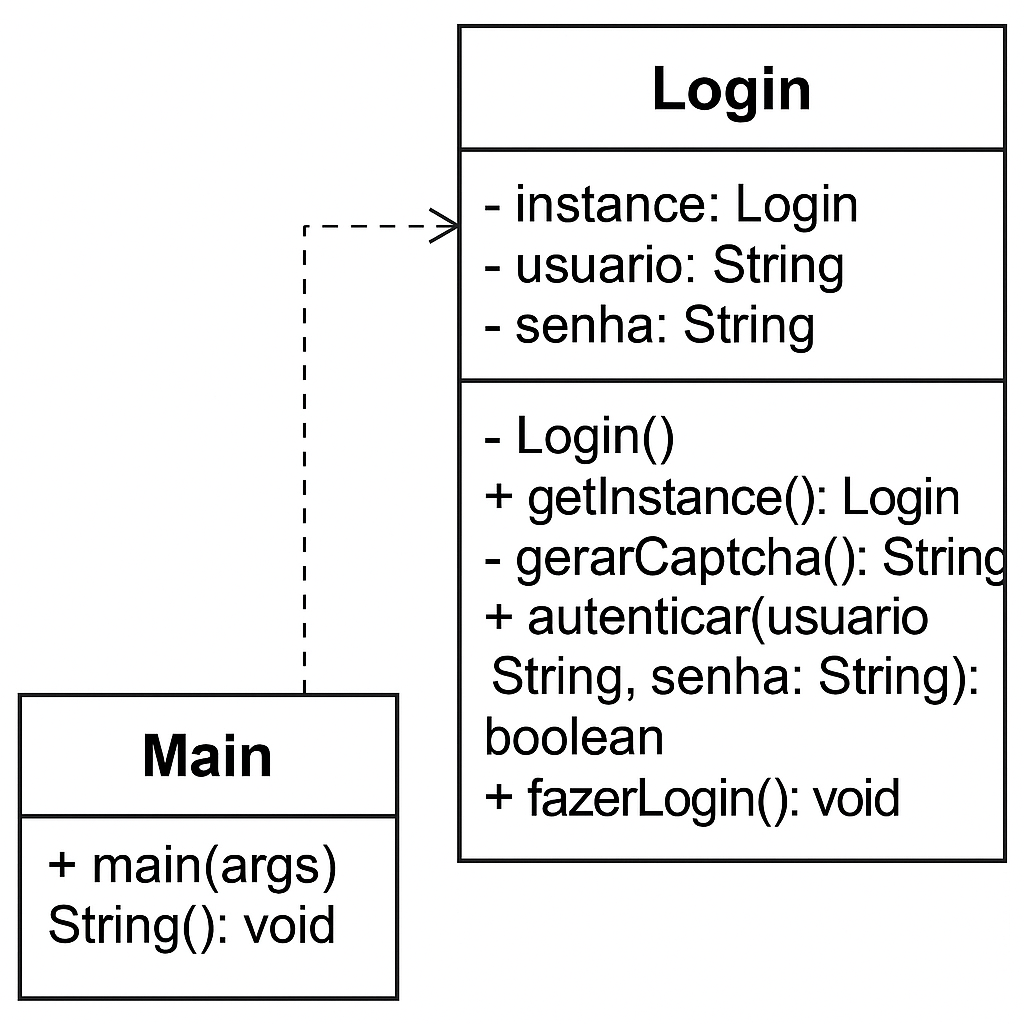 Login
- instance: Login
- usuario: String
- senha: String
- Login()
+ getInstance(): Login
- gerarCaptcha(): String
+ autenticar(usuario
String, senha: String):
boolean
+ fazerLogin(): void
Main
+ main(args)
String(): void